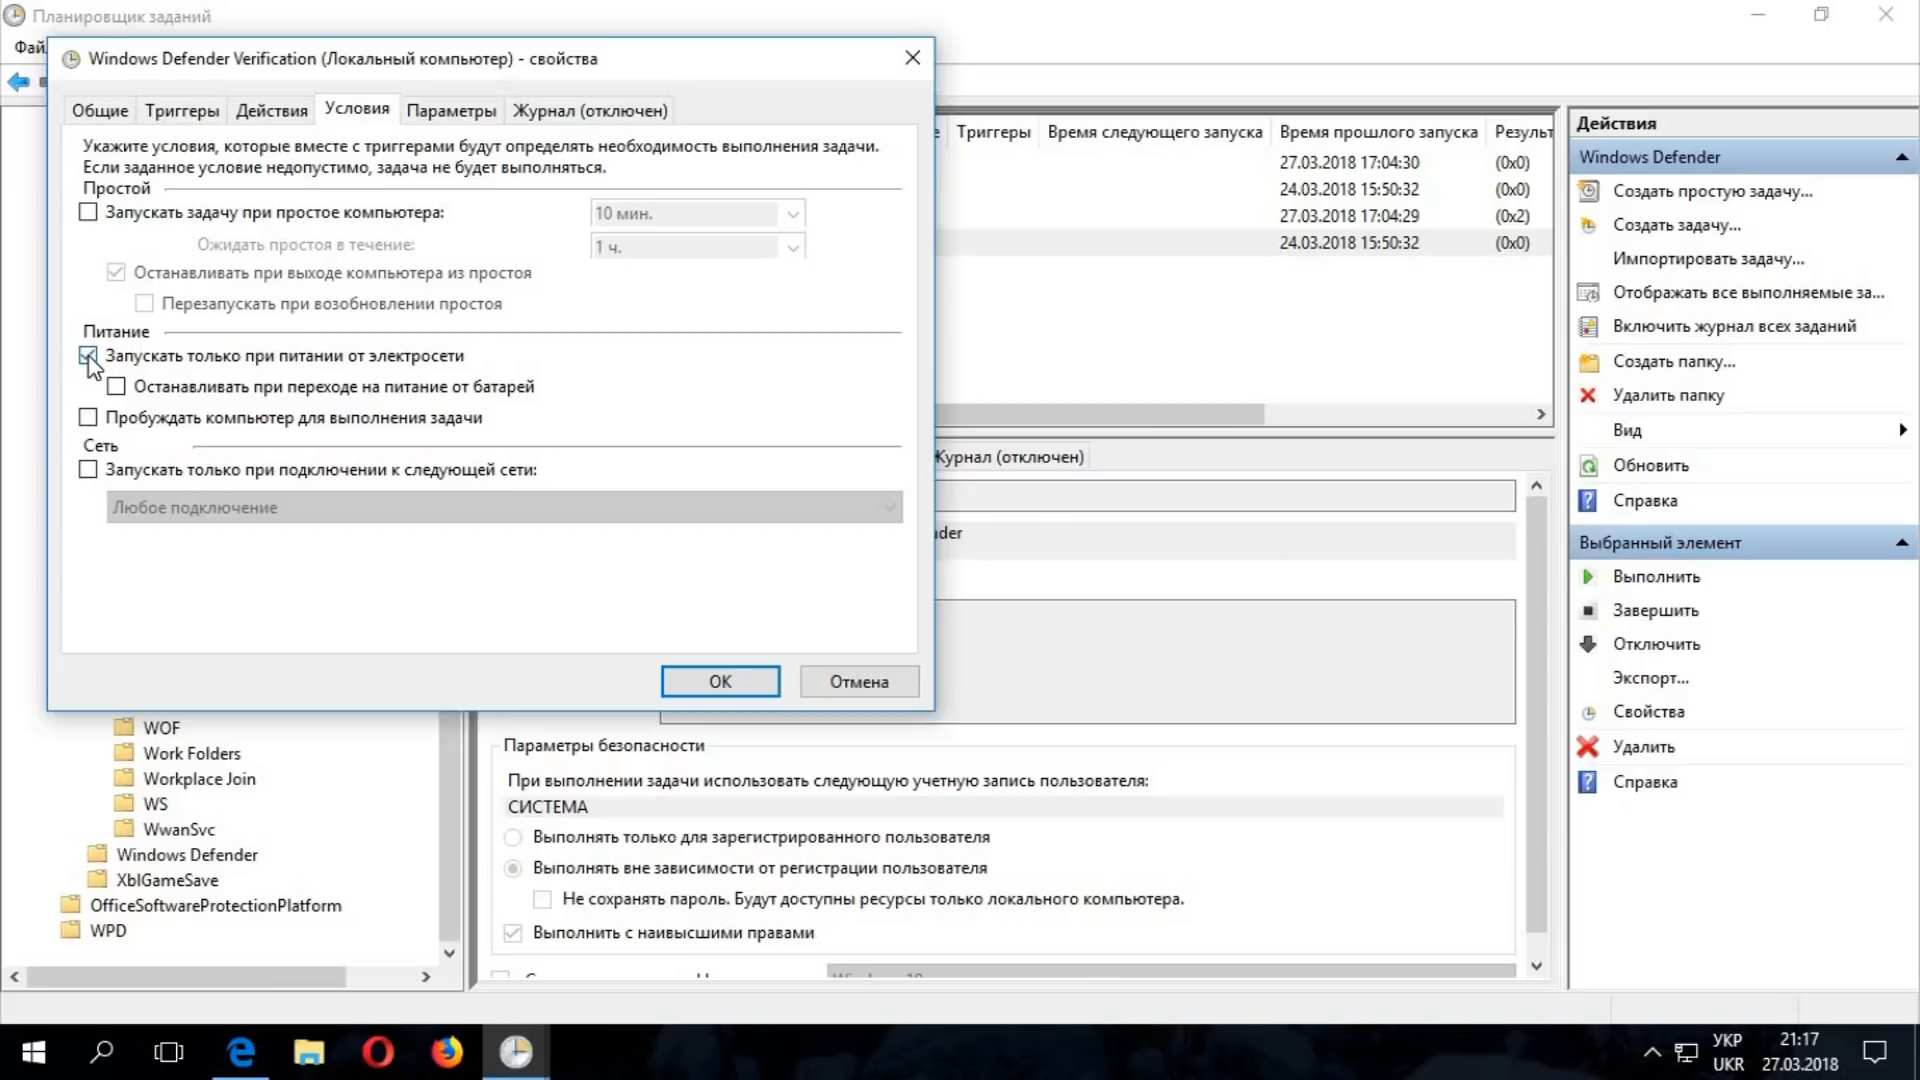 Планировщик заданий
Фай
Windows Defender Verification (Локальный компьютер) - свойства
Общие
Триггеры
Действия
Условия
Параметры
Журнал (отключен)
Укажите условия, которые вместе с триггерами будут определять необходимость выполнения задачи.
Если заданное условие недопустимо, задача не будет выполняться.
Простой
Запускать задачу при простое компьютера:
10 мин.
Ожидать простоя в течение:
1 ч.
Останавливать при выходе компьютера из простоя
Перезапускать при возобновлении простоя
Питание
Запускать только при питании от электросети
Останавливать при переходе на питание от батарей
Пробуждать компьютер для выполнения задачи
Сеть
Запускать только при подключении к следующей сети:
Любое подключение
OK
Отмена
е
Триггеры
Время следующего запуска
Время прошлого запуска
Результ
27.03.2018 17:04:30
(0x0)
24.03.2018 15:50:32
(0x0)
27.03.2018 17:04:29
(0x2)
24.03.2018 15:50:32
(0x0)
Журнал (отключен)
der
WOF
Work Folders
Workplace Join
WS
WwanSvc
Windows Defender
XblGameSave
OfficeSoftwareProtectionPlatform
WPD
Параметры безопасности
При выполнении задачи использовать следующую учетную запись пользователя:
СИСТЕМА
Выполнять только для зарегистрированного пользователя
Выполнять вне зависимости от регистрации пользователя
Не сохранять пароль. Будут доступны ресурсы только локального компьютера.
Выполнить с наивысшими правами
Действия
Windows Defender
Создать простую задачу...
Создать задачу...
Импортировать задачу...
Отображать все выполняемые за...
Включить журнал всех заданий
Создать папку...
Удалить папку
Вид
Обновить
Справка
Выбранный элемент
Выполнить
Завершить
Отключить
Экспорт...
Свойства
Удалить
Справка
УКР
UKR
21:17
27.03.2018